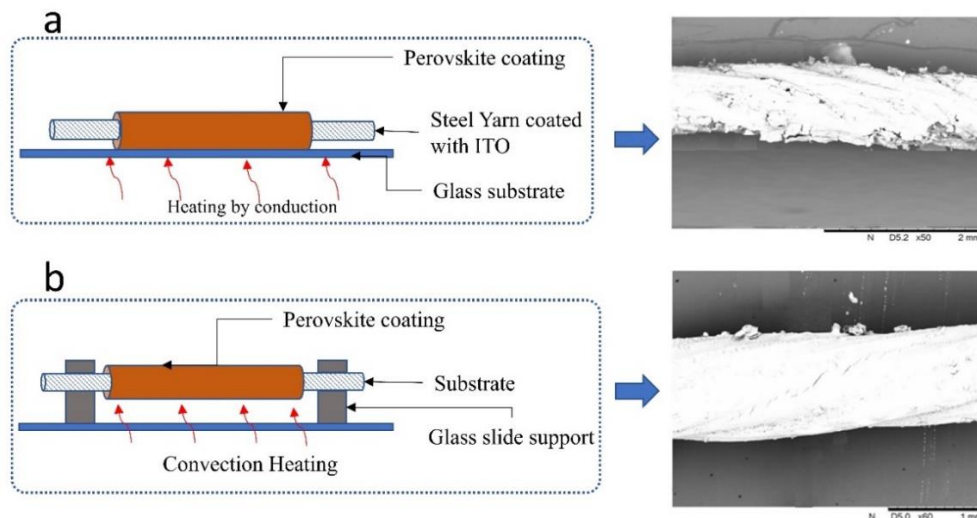 a
Perovskite coating
Steel Yarn coated
with ITO
Glass substrate
Heating by conduction
N D5.2 x50 2 mm
b
Perovskite coating
Substrate
Glass slide support
Convection Heating
N D5.0 x60 1 mm